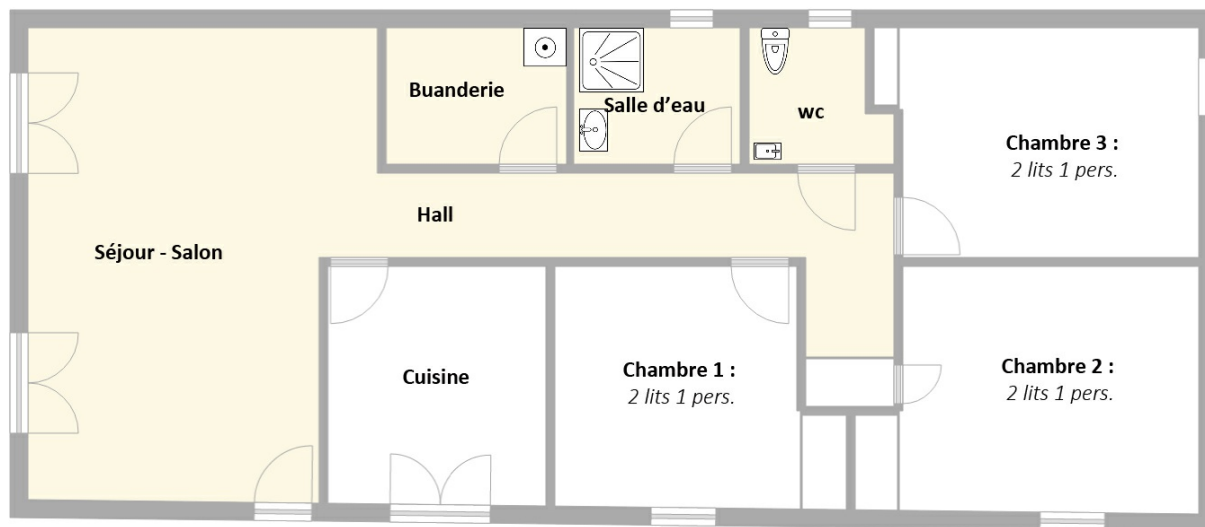 Buanderie
Salle d’eau
wc
Chambre 3 :
2 lits 1 pers.
Hall
Séjour - Salon
Cuisine
Chambre 1 :
2 lits 1 pers.
Chambre 2 :
2 lits 1 pers.